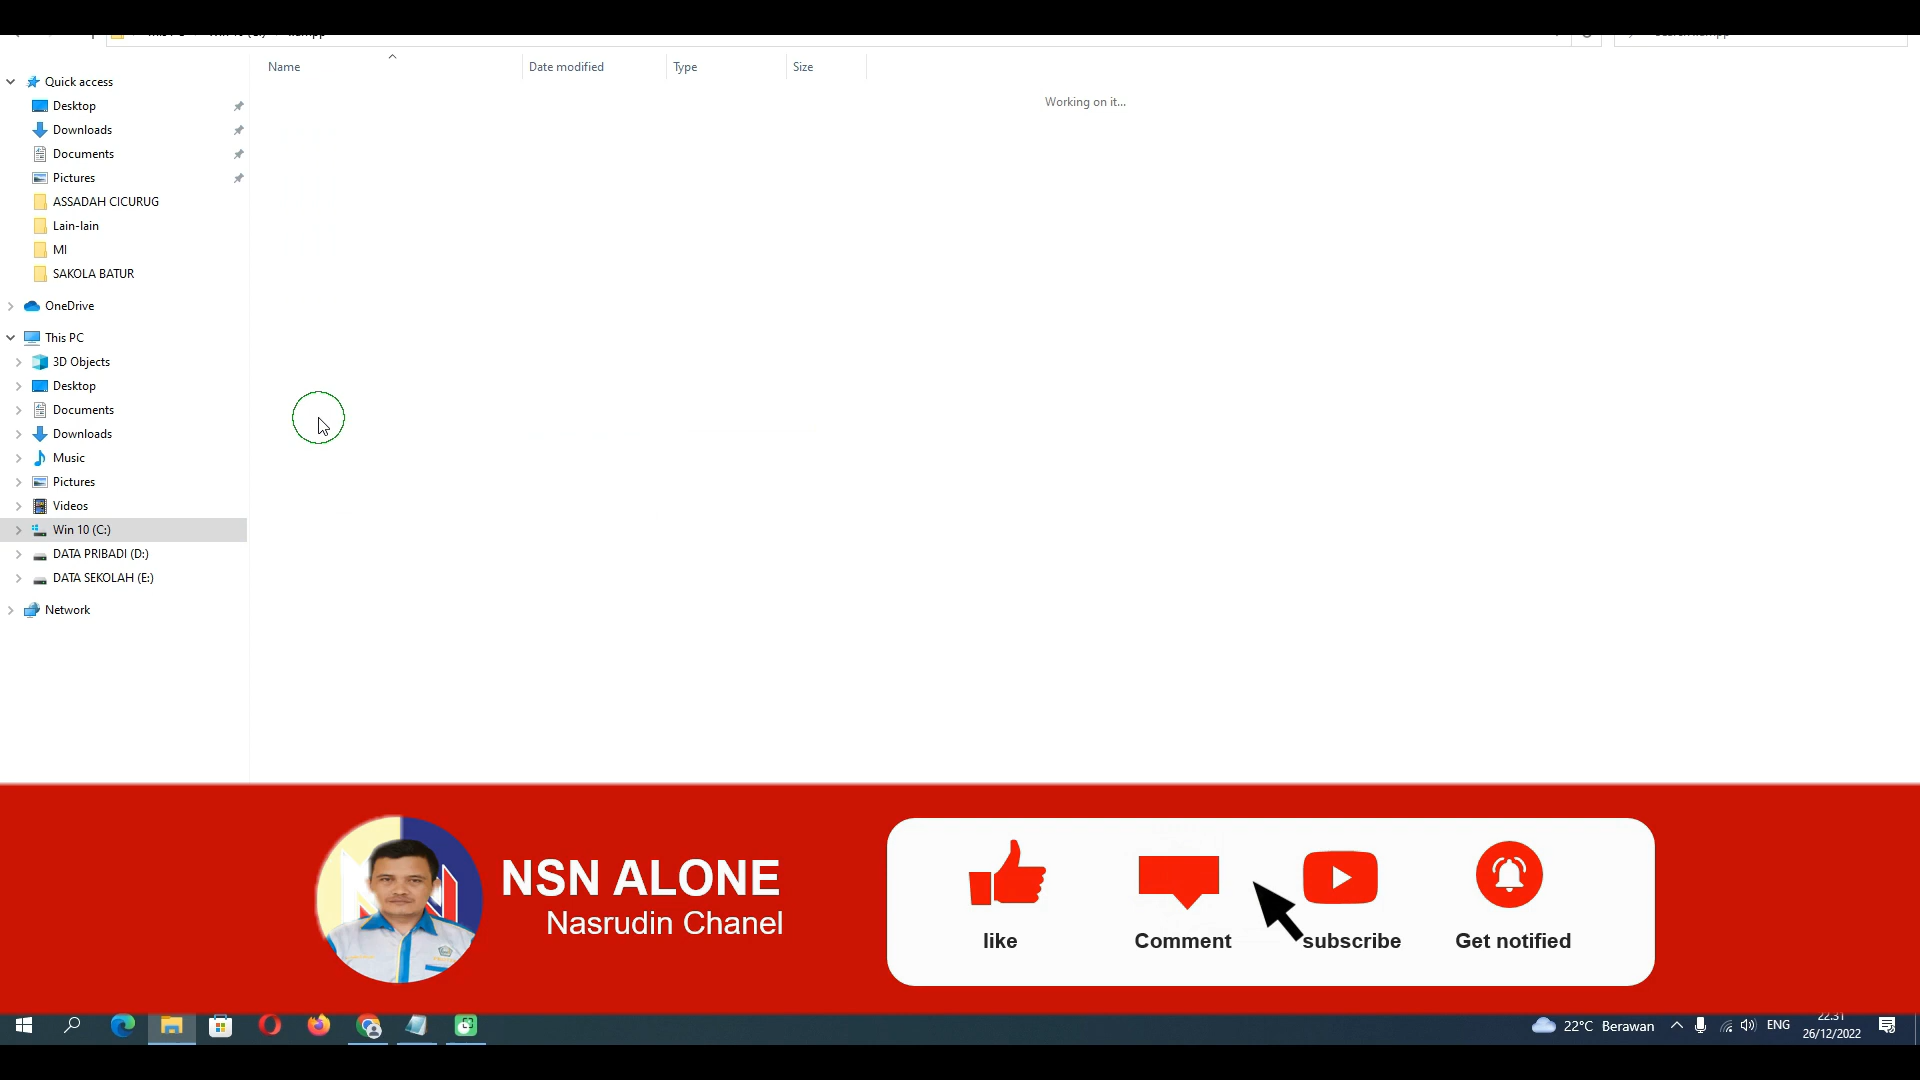 Name
Date modified
Type
Size
Working on it...
Quick access
Desktop
Downloads
Documents
Pictures
ASSADAH CICURUG
Lain-lain
MI
SAKOLA BATUR
OneDrive
This PC
3D Objects
Desktop
Documents
Downloads
Music
Pictures
Videos
Win 10 (C:)
DATA PRIBADI (D:)
DATA SEKOLAH (E:)
Network
NSN ALONE
Nasrudin Chanel
like
Comment
subscribe
Get notified
22°C Berawan
ENG
22.31
26/12/2022